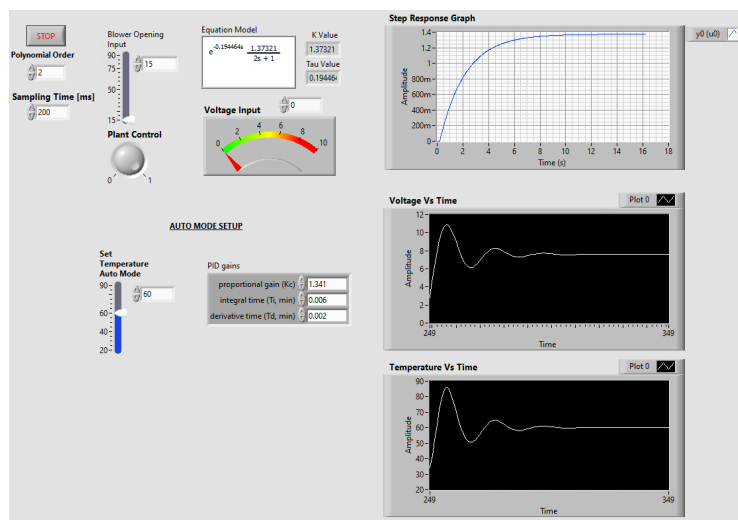 STOP
Polynomial Order
2
Sampling Time [ms]
200
Blower Opening
Input
90-
75-
50-
15-
15
Plant Control
0
1
Equation Model
e -0.194464s 1.37321
2s + 1
K Value
1.37321
Tau Value
0.19446
Voltage Input
0
0 2 4 6 8 10
Step Response Graph
y0 (u0)
Amplitude
1.4-
1.2-
1-
800m-
600m-
400m-
200m-
0-
0 2 4 6 8 10 12 14 16 18
Time (s)
AUTO MODE SETUP
Set
Temperature
Auto Mode
90-
60-
40-
20-
60
PID gains
proportional gain (Kc) 1.341
integral time (Ti, min) 0.006
derivative time (Td, min) 0.002
Voltage Vs Time
Plot 0
Amplitude
12-
10-
8-
6-
4-
2-
0-
249 349
Time
Temperature Vs Time
Plot 0
Amplitude
90-
80-
70-
60-
50-
40-
30-
20-
249 349
Time